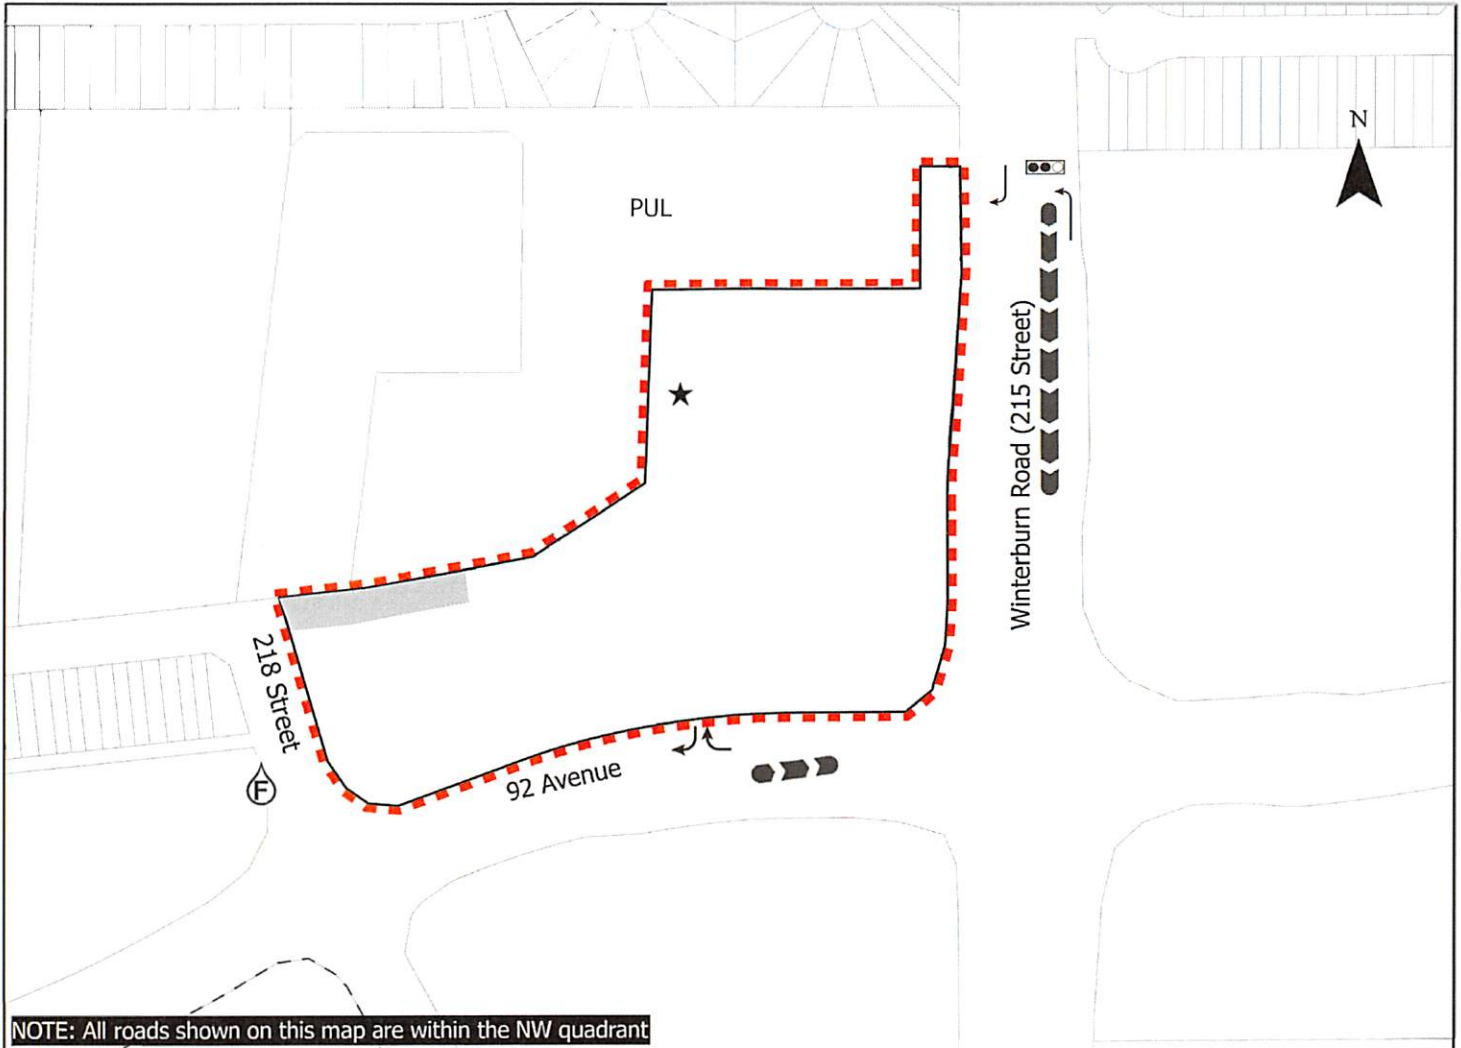 N
PUL
Winterburn Road (215 Street)
218 Street
92 Avenue
F
NOTE: All roads shown on this map are within the NW quadrant